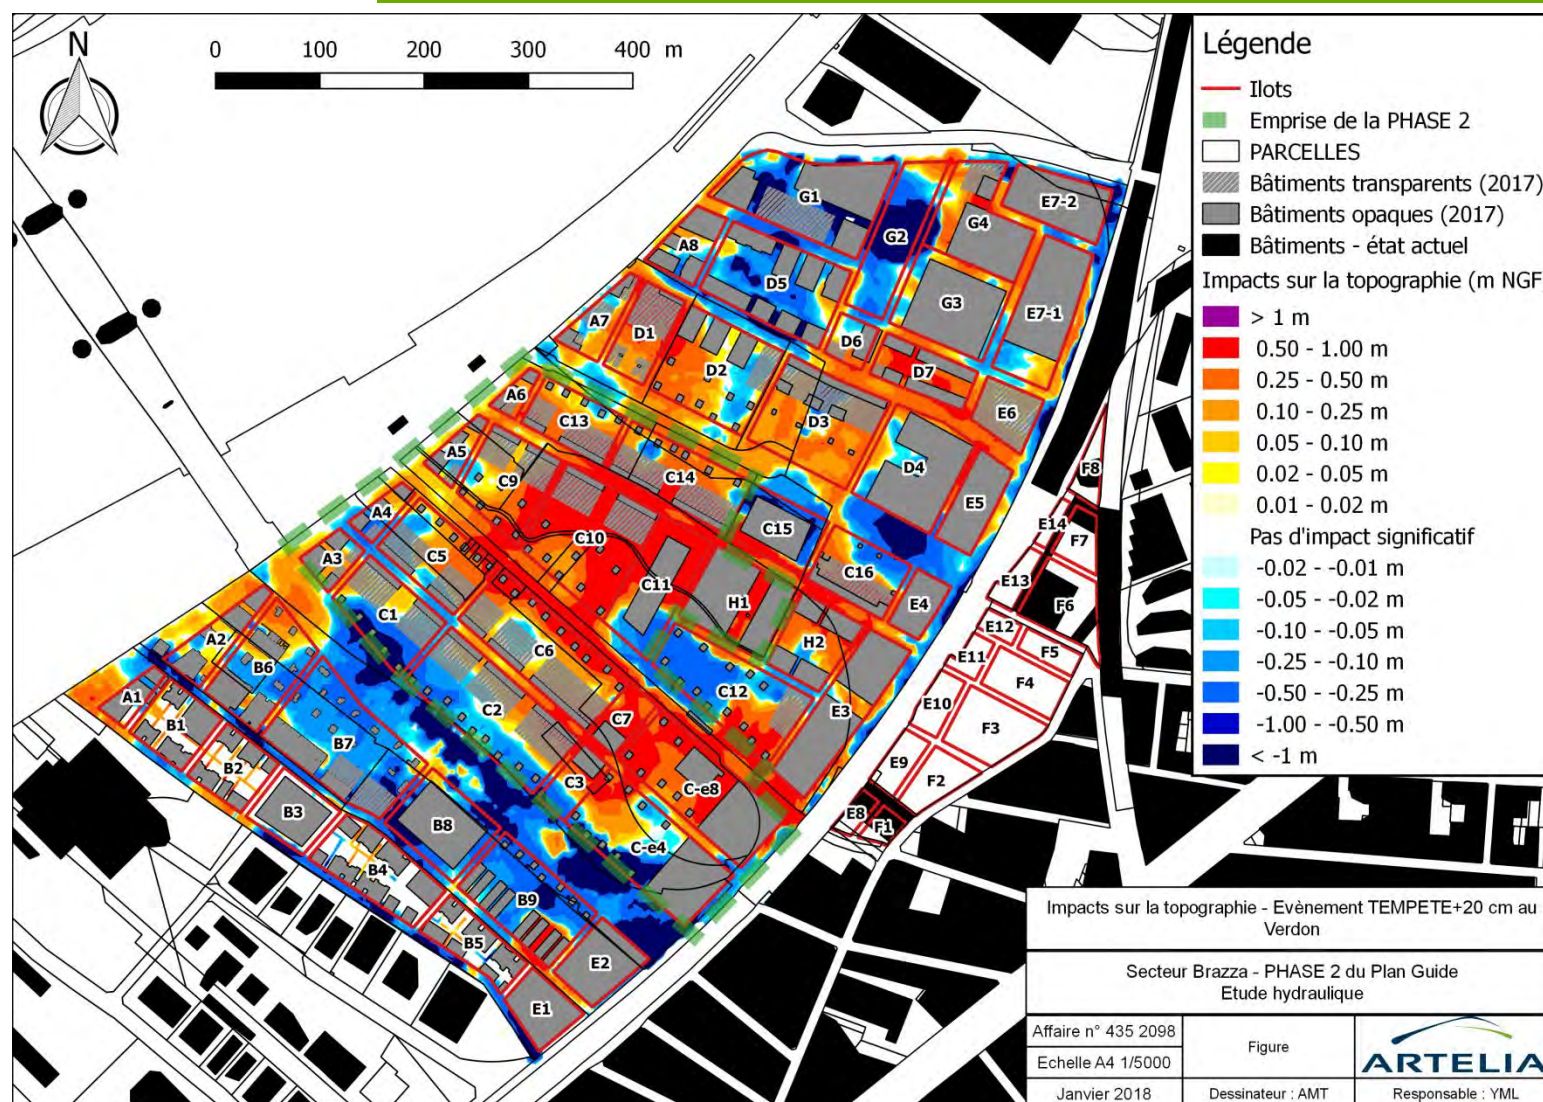 N
0 100 200 300 400 m
Légende
Ilots
Emprise de la PHASE 2
PARCELLES
Bâtiments transparents (2017)
Bâtiments opaques (2017)
Bâtiments - état actuel
Impacts sur la topographie (m NGF
> 1 m
0.50 - 1.00 m
0.25 - 0.50 m
0.10 - 0.25 m
0.05 - 0.10 m
0.02 - 0.05 m
0.01 - 0.02 m
Pas d'impact significatif
-0.02 - -0.01 m
-0.05 - -0.02 m
-0.10 - -0.05 m
-0.25 - -0.10 m
-0.50 - -0.25 m
-1.00 - -0.50 m
< -1 m
G1
E7-2
G4
G2
A8
D5
G3
E7-1
A7
D1
D6
D2
D7
A6
E6
C13
D3
A5
C9
C14
D4
F8
E5
A4
C15
E14
F7
C10
A3
C5
C11
C16
E13
C1
H1
E4
F6
A2
H2
E12
B6
C6
F5
E11
A1
C12
F4
B1
C2
C7
E3
E10
B7
F3
B2
E9
C3
C-e8
F2
B3
B8
E8
F1
C-e4
B4
B9
B5
E2
E1
Impacts sur la topographie - Evènement TEMPETE+20 cm au
Verdon
Secteur Brazza - PHASE 2 du Plan Guide
Etude hydraulique
Affaire n° 435 2098
Echelle A4 1/5000
Figure
ARTELIA
Janvier 2018
Dessinateur : AMT
Responsable : YML